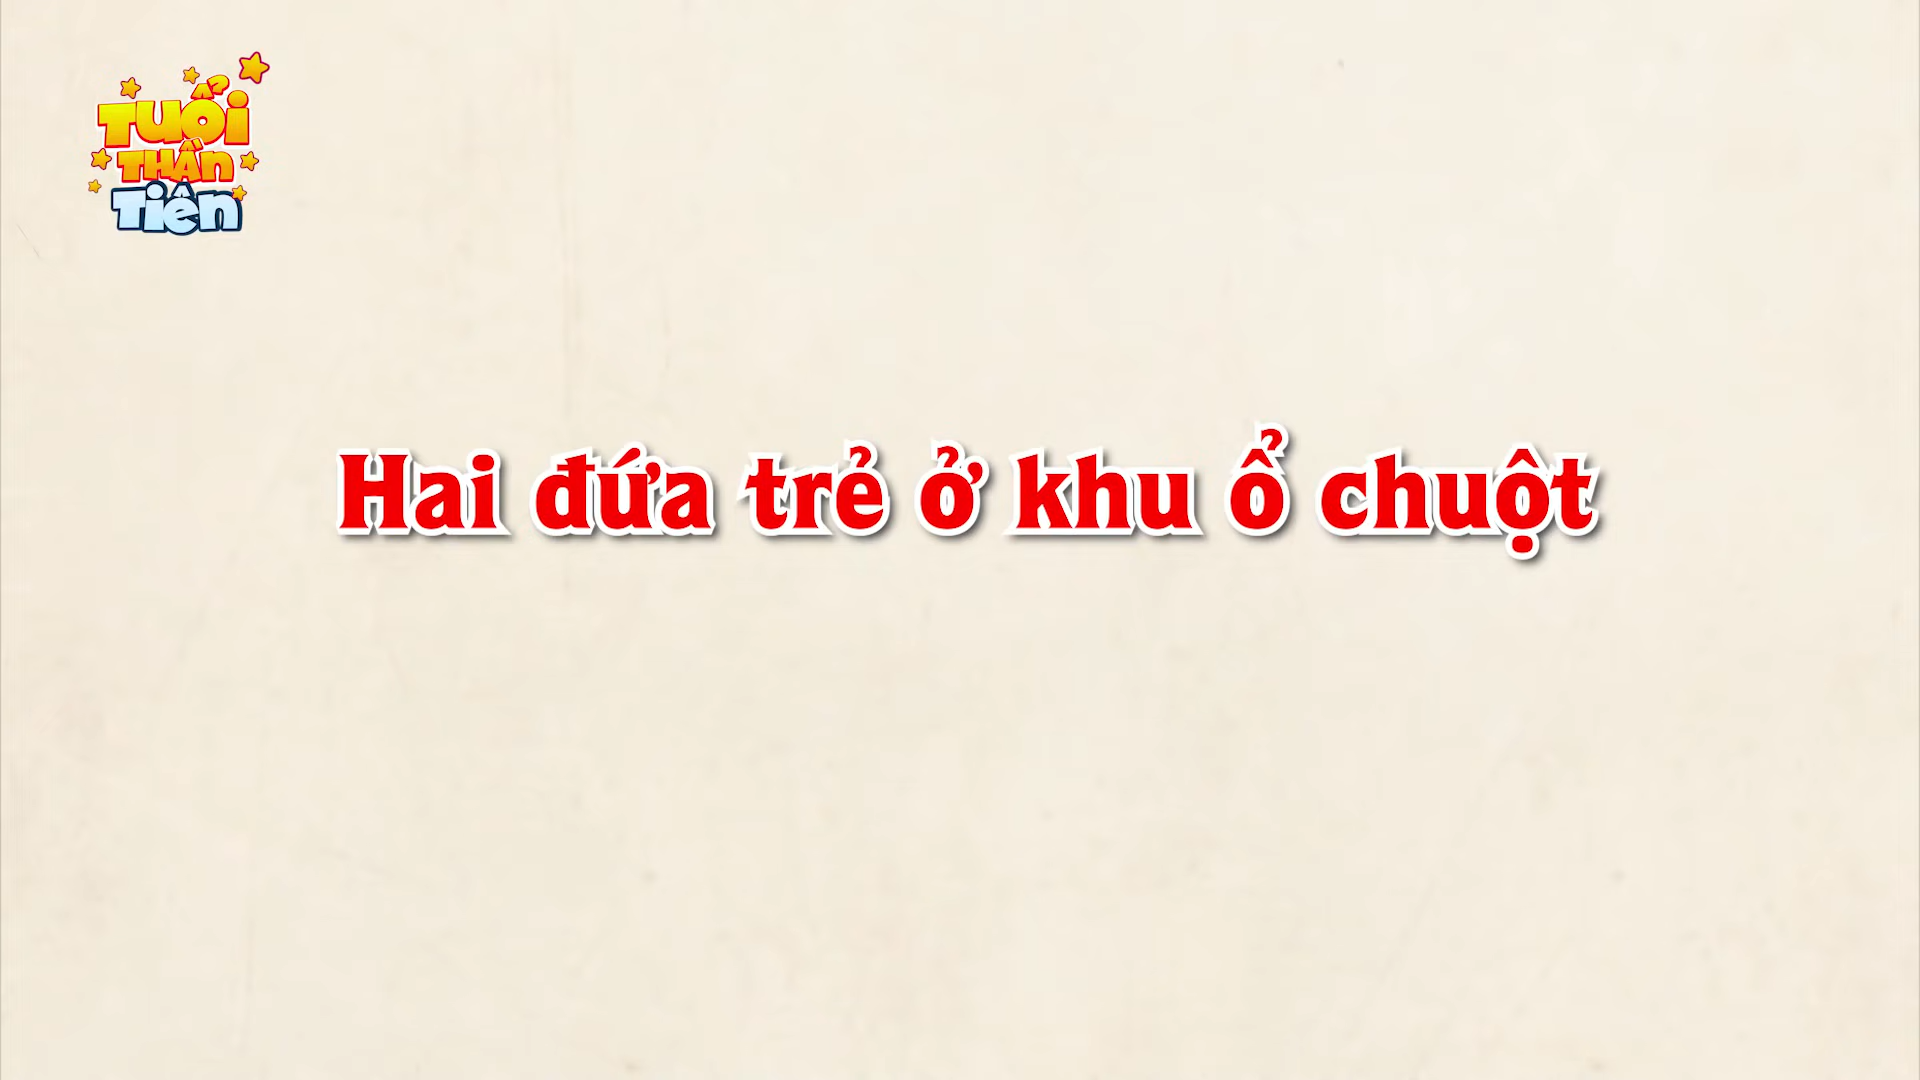 TUỔI
THẦN
TIÊN
Hai đứa trẻ ở khu ổ chuột